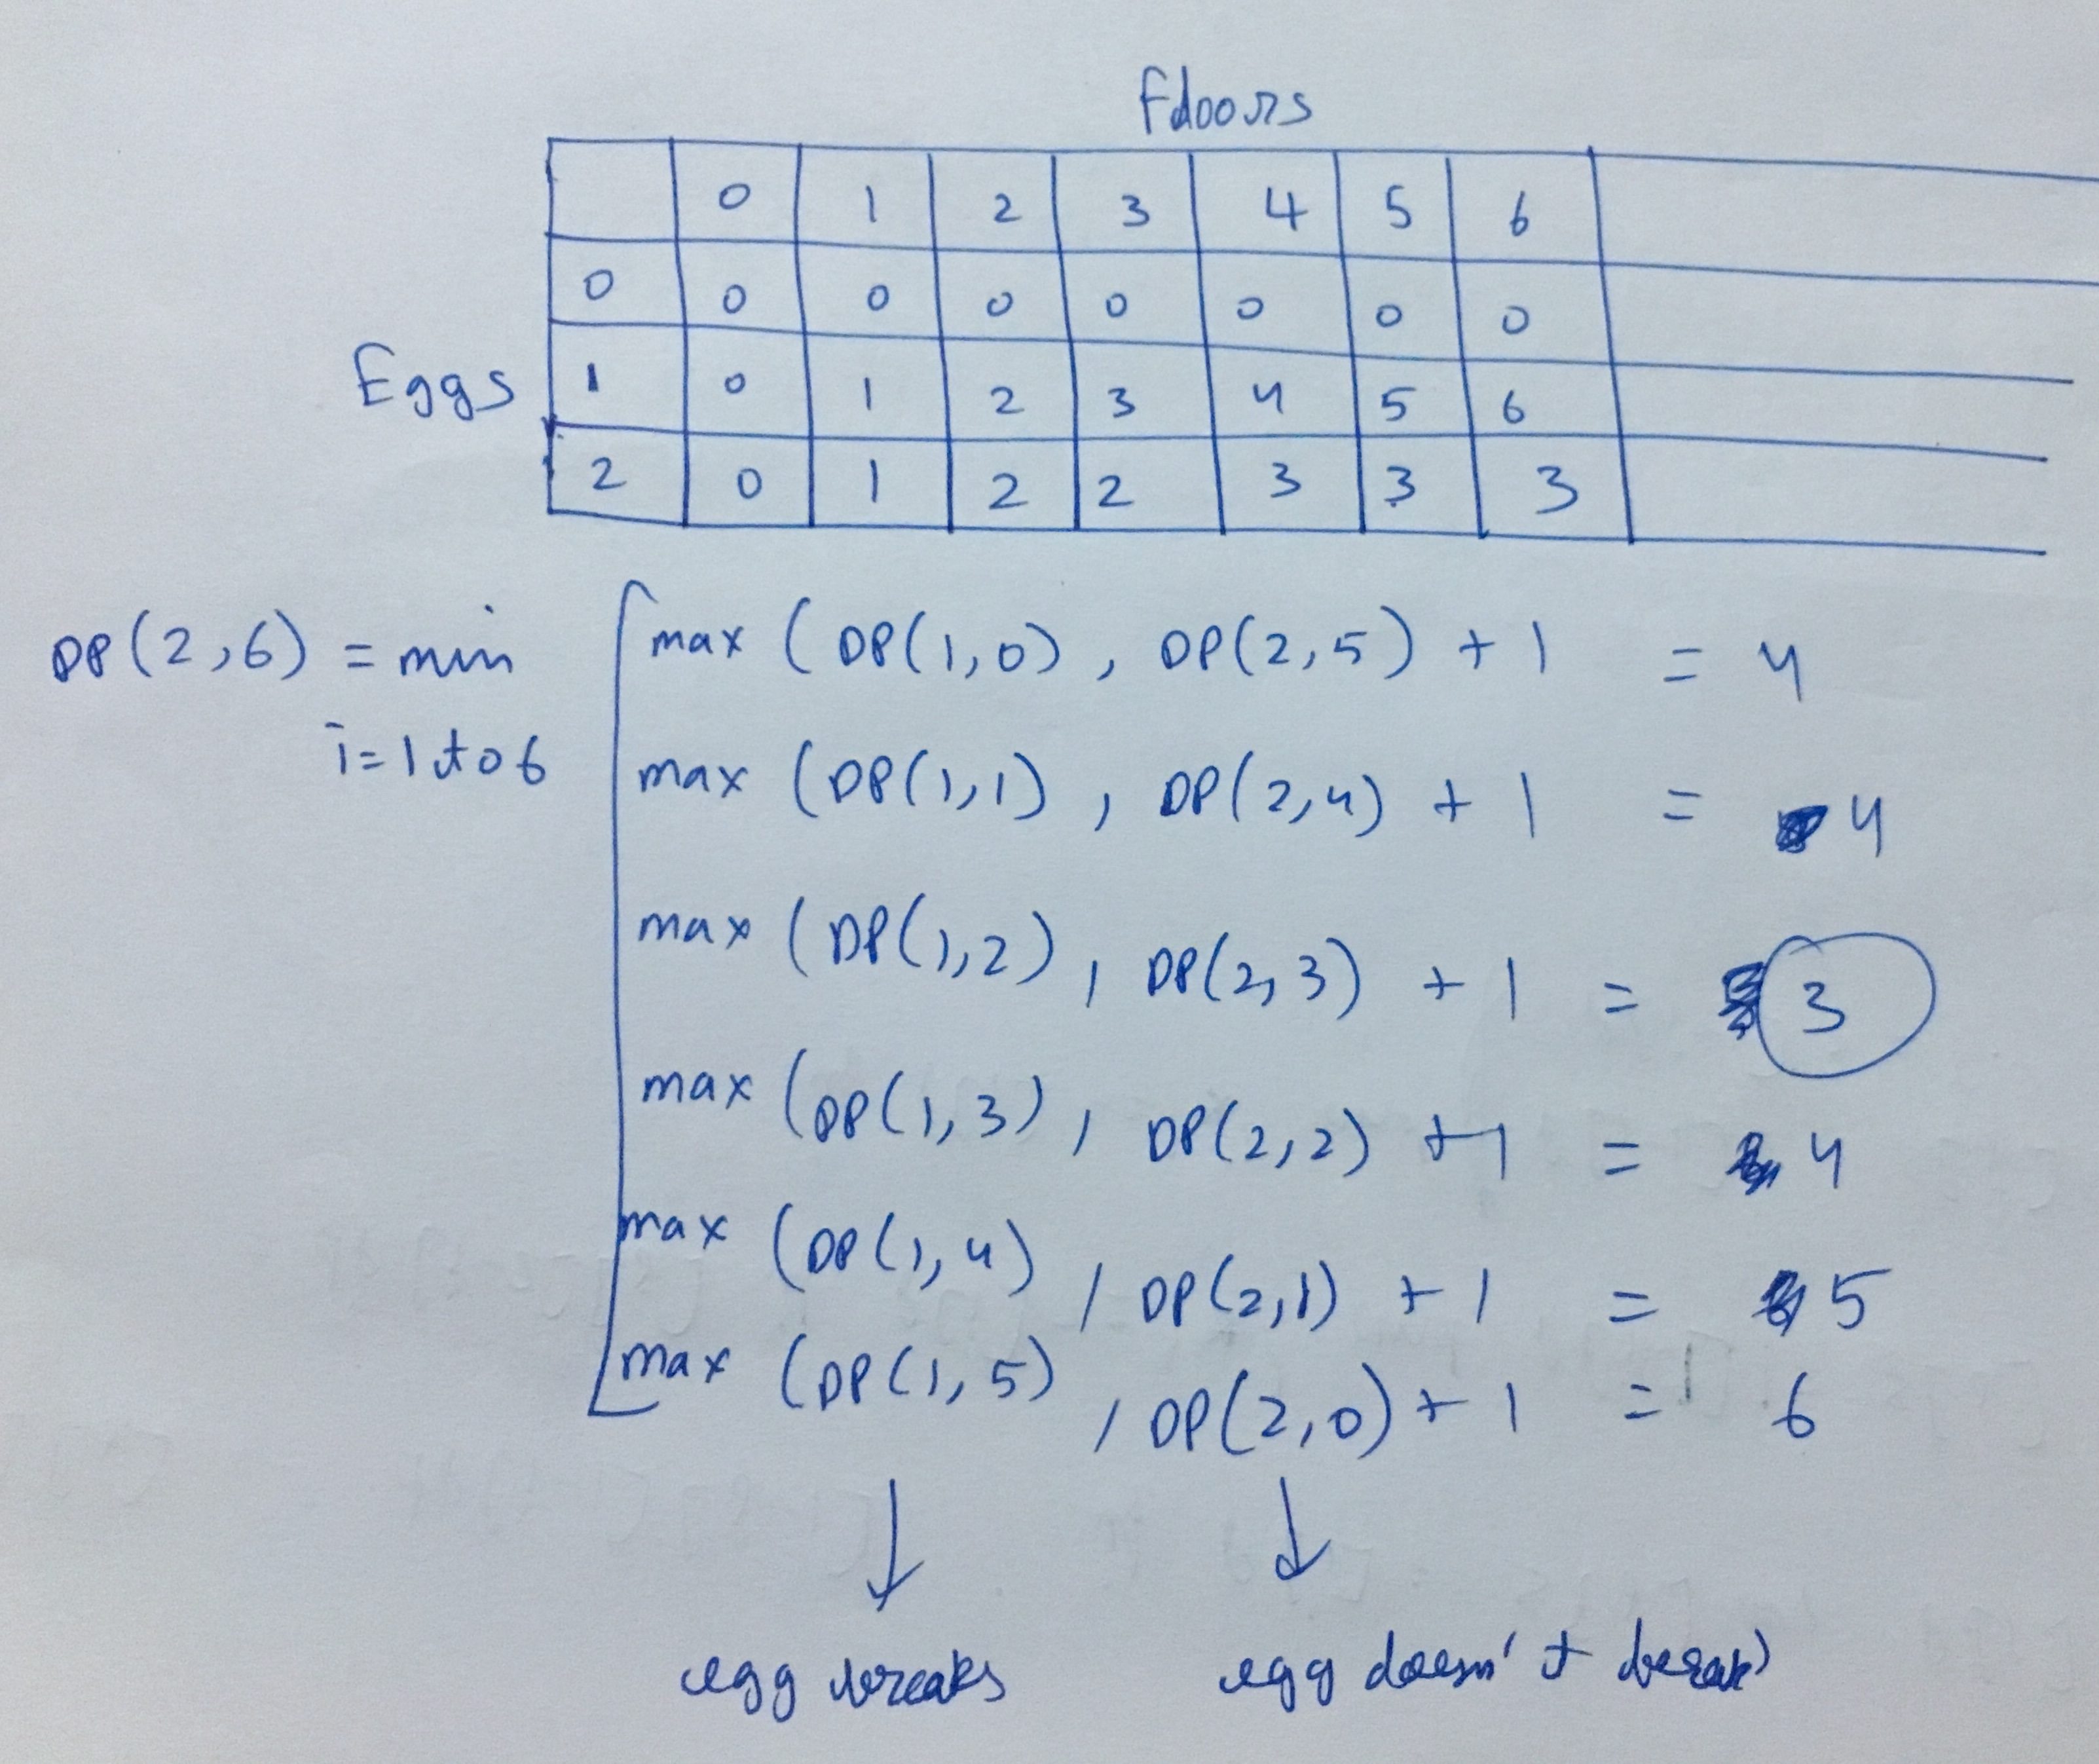 Floors
0 1 2 3 4 5 6
0 0 0 0 0 0 0 0
Eggs 1 0 1 2 3 4 5 6
2 0 1 2 2 3 3 3
DP(2,6) = min
i=1 to 6
max (DP(1,0), DP(2,5) + 1 = 4
max (DP(1,1), DP(2,4) + 1 = 4
max (DP(1,2), DP(2,3) + 1 = 3
max (DP(1,3), DP(2,2) + 1 = 4
max (DP(1,4), DP(2,1) + 1 = 5
max (DP(1,5), DP(2,0) + 1 = 6
egg breaks egg doesn't break